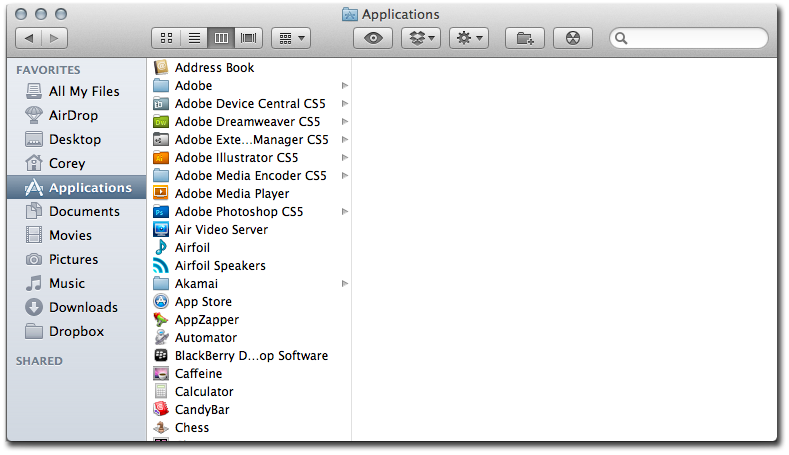 Applications
FAVORITES
All My Files
AirDrop
Desktop
Corey
Applications
Documents
Movies
Pictures
Music
Downloads
Dropbox
SHARED
Address Book
Adobe
Adobe Device Central CS5
Adobe Dreamweaver CS5
Adobe Exte...Manager CS5
Adobe Illustrator CS5
Adobe Media Encoder CS5
Adobe Media Player
Adobe Photoshop CS5
Air Video Server
Airfoil
Airfoil Speakers
Akamai
App Store
AppZapper
Automator
BlackBerry D...op Software
Caffeine
Calculator
CandyBar
Chess